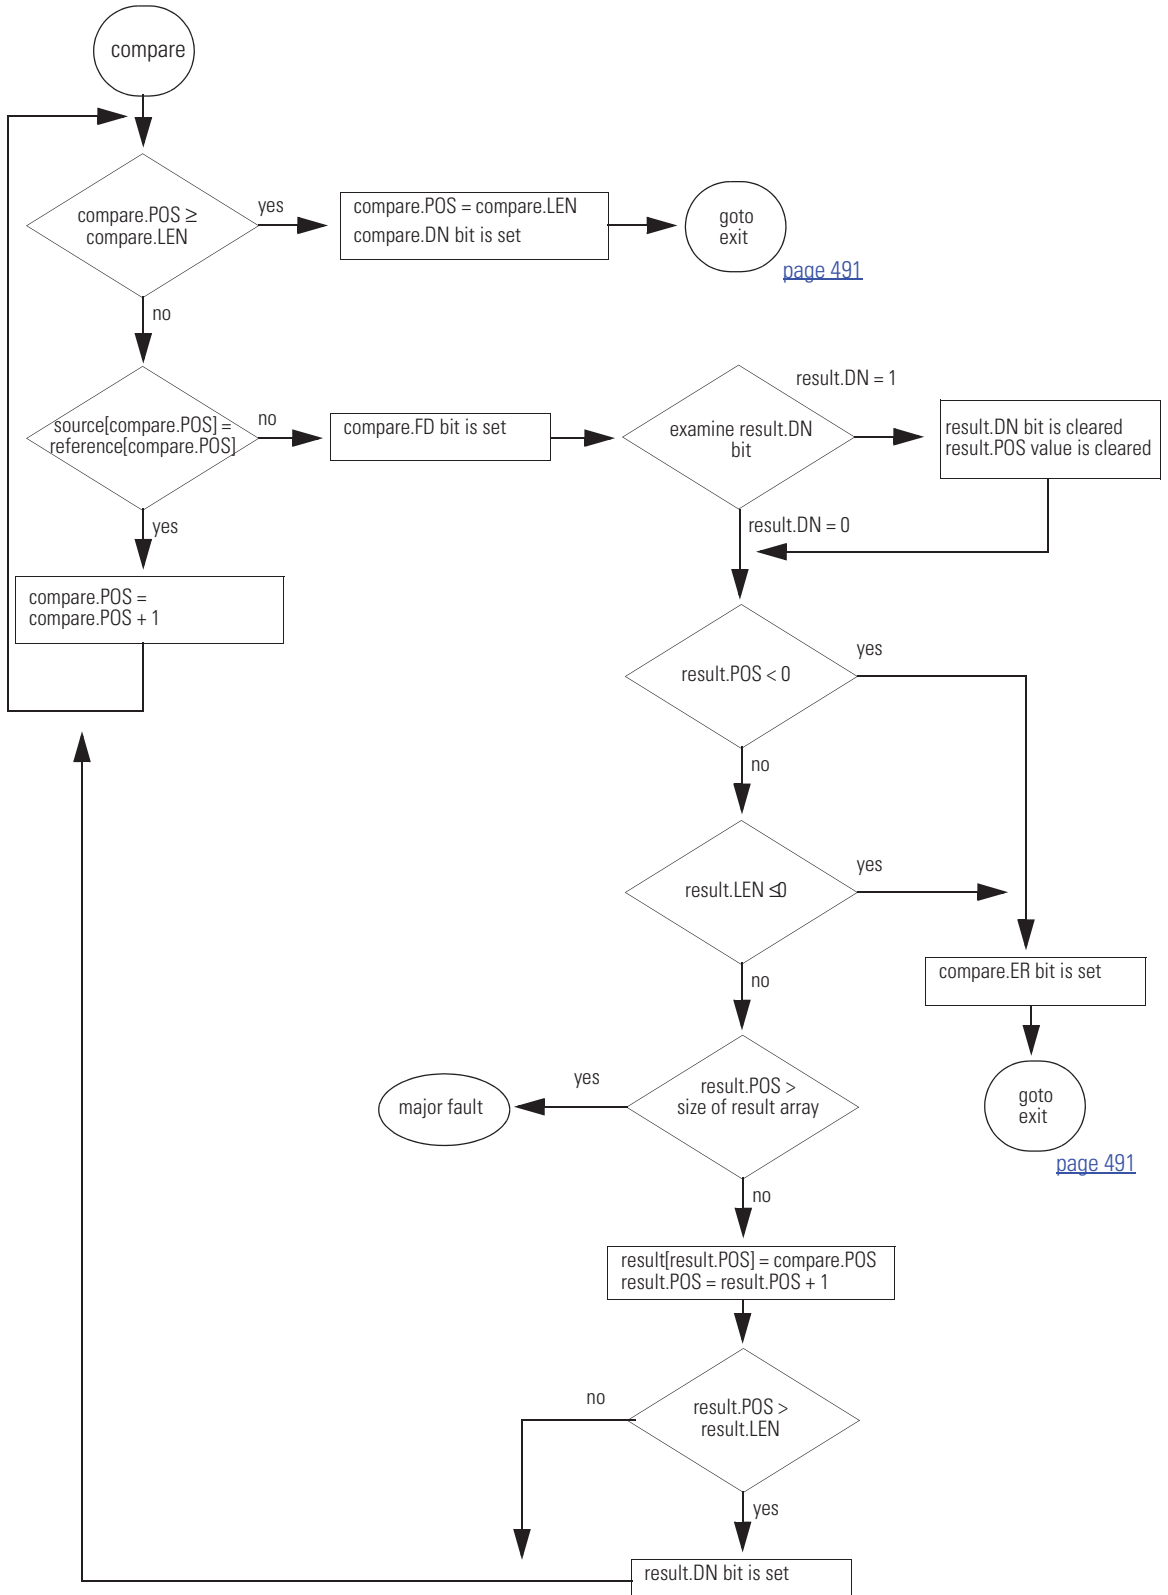 compare
compare.POS ≥
compare.LEN
yes
compare.POS = compare.LEN
compare.DN bit is set
goto
exit
page 491
no
source[compare.POS] =
reference[compare.POS]
no
compare.FD bit is set
examine result.DN
bit
result.DN = 1
result.DN bit is cleared
result.POS value is cleared
result.DN = 0
yes
compare.POS =
compare.POS + 1
result.POS < 0
yes
no
result.LEN ≤0
yes
no
compare.ER bit is set
goto
exit
page 491
result.POS >
size of result array
yes
major fault
no
result[result.POS] = compare.POS
result.POS = result.POS + 1
result.POS >
result.LEN
no
yes
result.DN bit is set